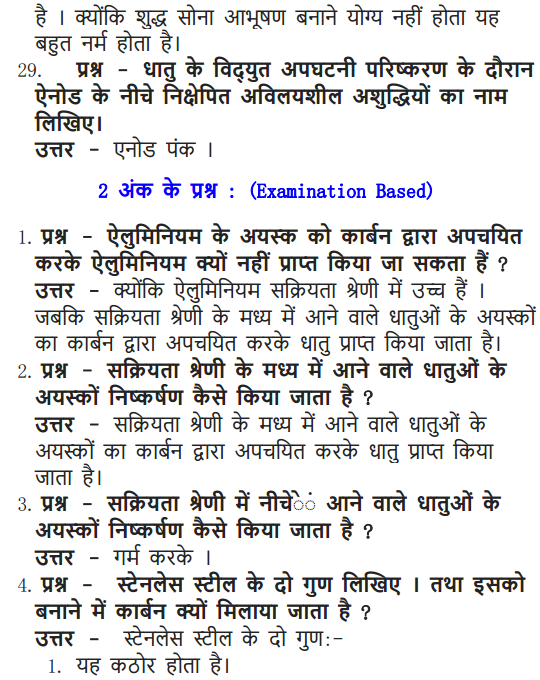 है । क्योंकि शुद्ध सोना आभूषण बनाने योग्य नहीं होता यह
बहुत नर्म होता है।
29. प्रश्न - धातु के विद्युत अपघटनी परिष्करण के दौरान
ऐनोड के नीचे निक्षेपित अविलयशील अशुद्धियों का नाम
लिखिए।
उत्तर - एनोड पंक ।
2 अंक के प्रश्न : (Examination Based)
1. प्रश्न - ऐलुमिनियम के अयस्क को कार्बन द्वारा अपचयित
करके ऐलुमिनियम क्यों नहीं प्राप्त किया जा सकता हैं ?
उत्तर - क्योंकि ऐलुमिनियम सक्रियता श्रेणी में उच्च हैं ।
जबकि सक्रियता श्रेणी के मध्य में आने वाले धातुओं के अयस्कों
का कार्बन द्वारा अपचयित करके धातु प्राप्त किया जाता है।
2. प्रश्न - सक्रियता श्रेणी के मध्य में आने वाले धातुओं के
अयस्कों निष्कर्षण कैसे किया जाता है ?
उत्तर - सक्रियता श्रेणी के मध्य में आने वाले धातुओं के
अयस्कों का कार्बन द्वारा अपचयित करके धातु प्राप्त किया
जाता है।
3. प्रश्न - सक्रियता श्रेणी में नीचेेंं आने वाले धातुओं के
अयस्कों निष्कर्षण कैसे किया जाता है ?
उत्तर - गर्म करके ।
4. प्रश्न - स्टेनलेस स्टील के दो गुण लिखिए । तथा इसको
बनाने में कार्बन क्यों मिलाया जाता है ?
उत्तर - स्टेनलेस स्टील के दो गुण:-
1. यह कठोर होता है।